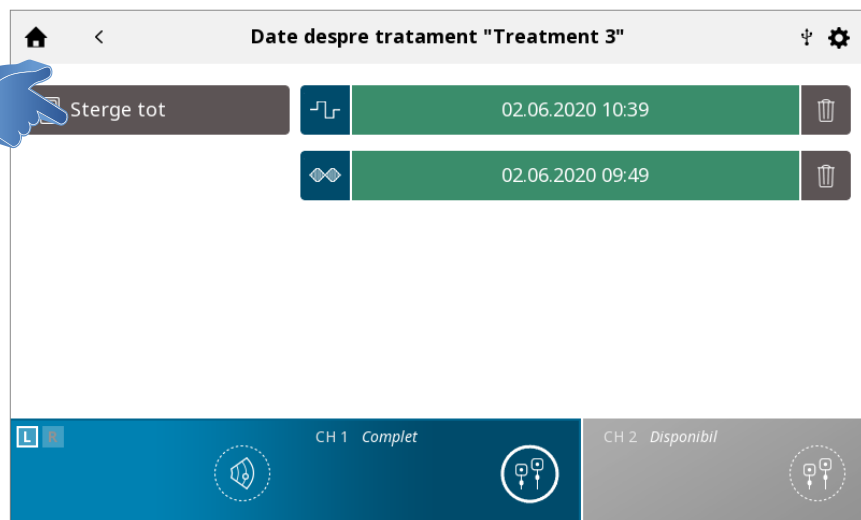 Date despre tratament "Treatment 3"
Sterge tot
02.06.2020 10:39
02.06.2020 09:49
L R
CH 1 Complet
CH 2 Disponibil